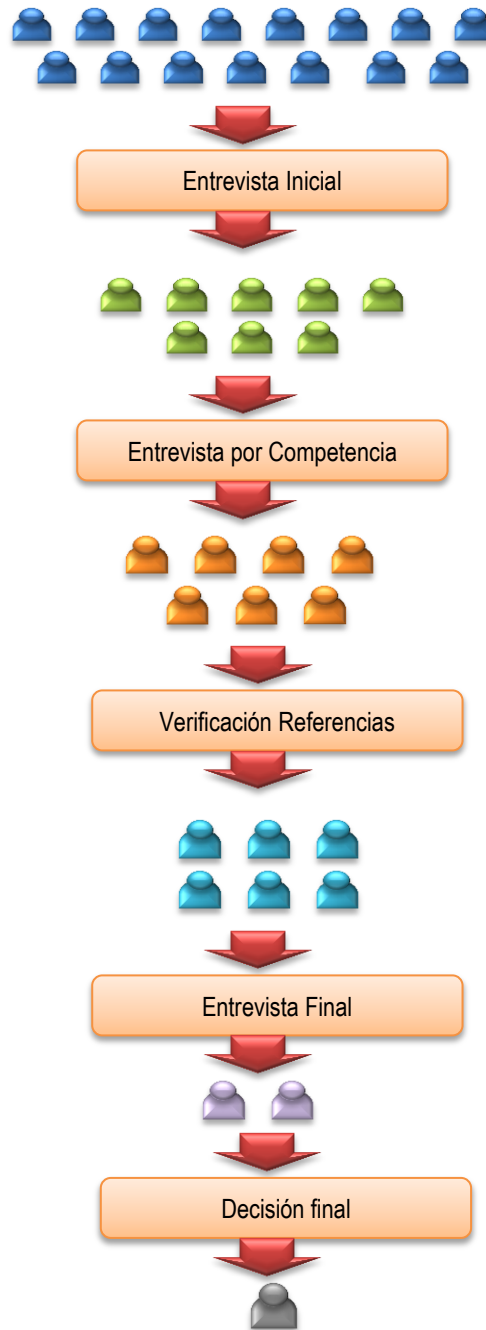 Entrevista Inicial
Entrevista por Competencia
Verificación Referencias
Entrevista Final
Decisión final